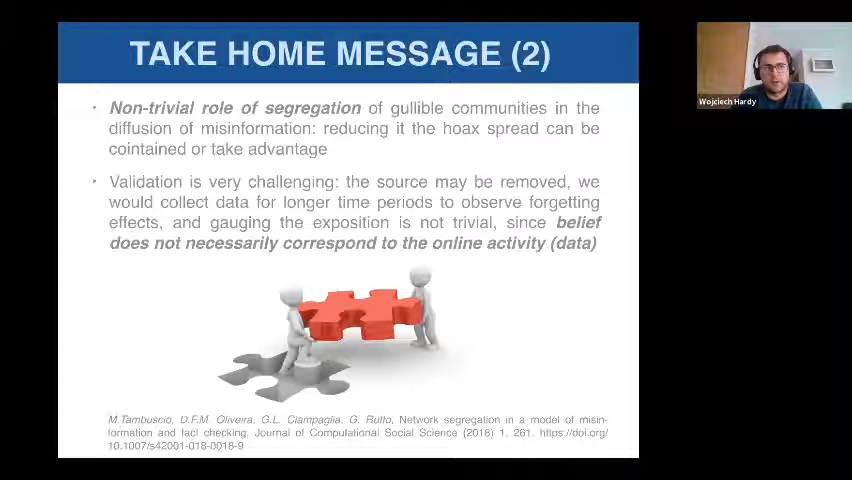 TAKE HOME MESSAGE (2)
Wojciech Hardy
• Non-trivial role of segregation of gullible communities in the
diffusion of misinformation: reducing it the hoax spread can be
cointained or take advantage
• Validation is very challenging: the source may be removed, we
would collect data for longer time periods to observe forgetting
effects, and gauging the exposition is not trivial, since belief
does not necessarily correspond to the online activity (data)
M.Tambuscio, D.F.M. Oliveira, G.L. Ciampaglia, G. Ruffo, Network segregation in a model of misin-
formation and fact checking, Journal of Computational Social Science (2018) 1, 261. https://doi.org/
10.1007/s42001-018-0018-9